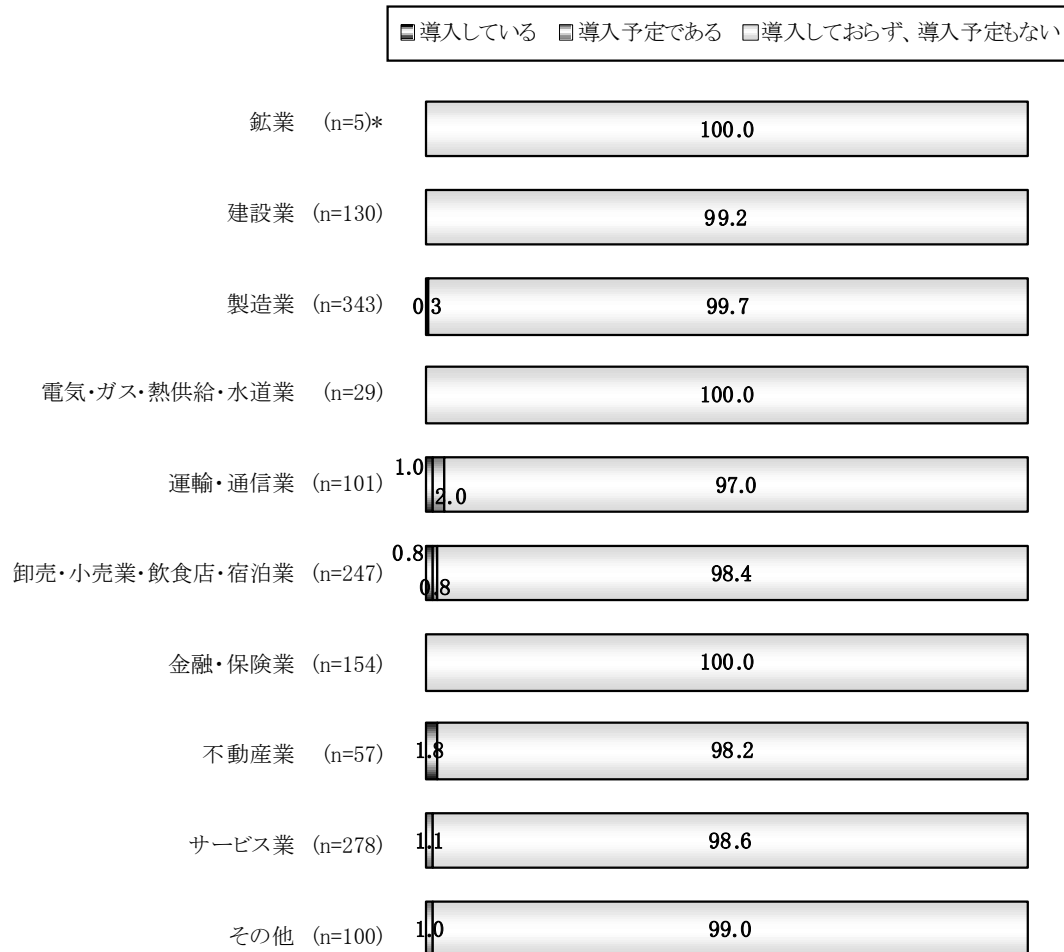 導入している 導入予定である 導入しておらず、導入予定もない
鉱業 (n=5)* 100.0
建設業 (n=130) 99.2
製造業 (n=343) 0.3 99.7
電気・ガス・熱供給・水道業 (n=29) 100.0
運輸・通信業 (n=101) 1.0 2.0 97.0
卸売・小売業・飲食店・宿泊業 (n=247) 0.8 0.8 98.4
金融・保険業 (n=154) 100.0
不動産業 (n=57) 1.8 98.2
サービス業 (n=278) 1.1 98.6
その他 (n=100) 1.0 99.0